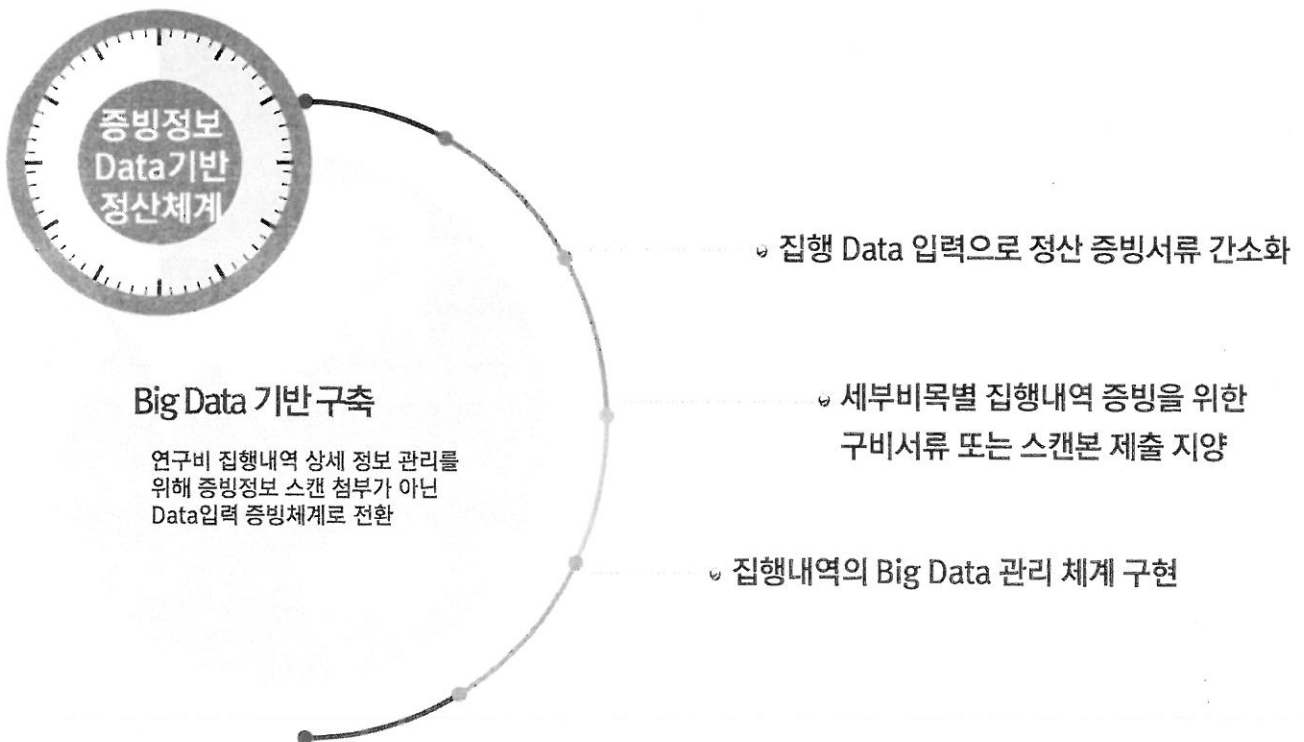 증빙정보
Data기반
정산체계
집행 Data 입력으로 정산 증빙서류 간소화
Big Data 기반 구축
세부비목별 집행내역 증빙을 위한
구비서류 또는 스캔본 제출 지양
연구비 집행내역 상세 정보 관리를
위해 증빙정보 스캔 첨부가 아닌
Data입력 증빙체계로 전환
집행내역의 Big Data 관리 체계 구현